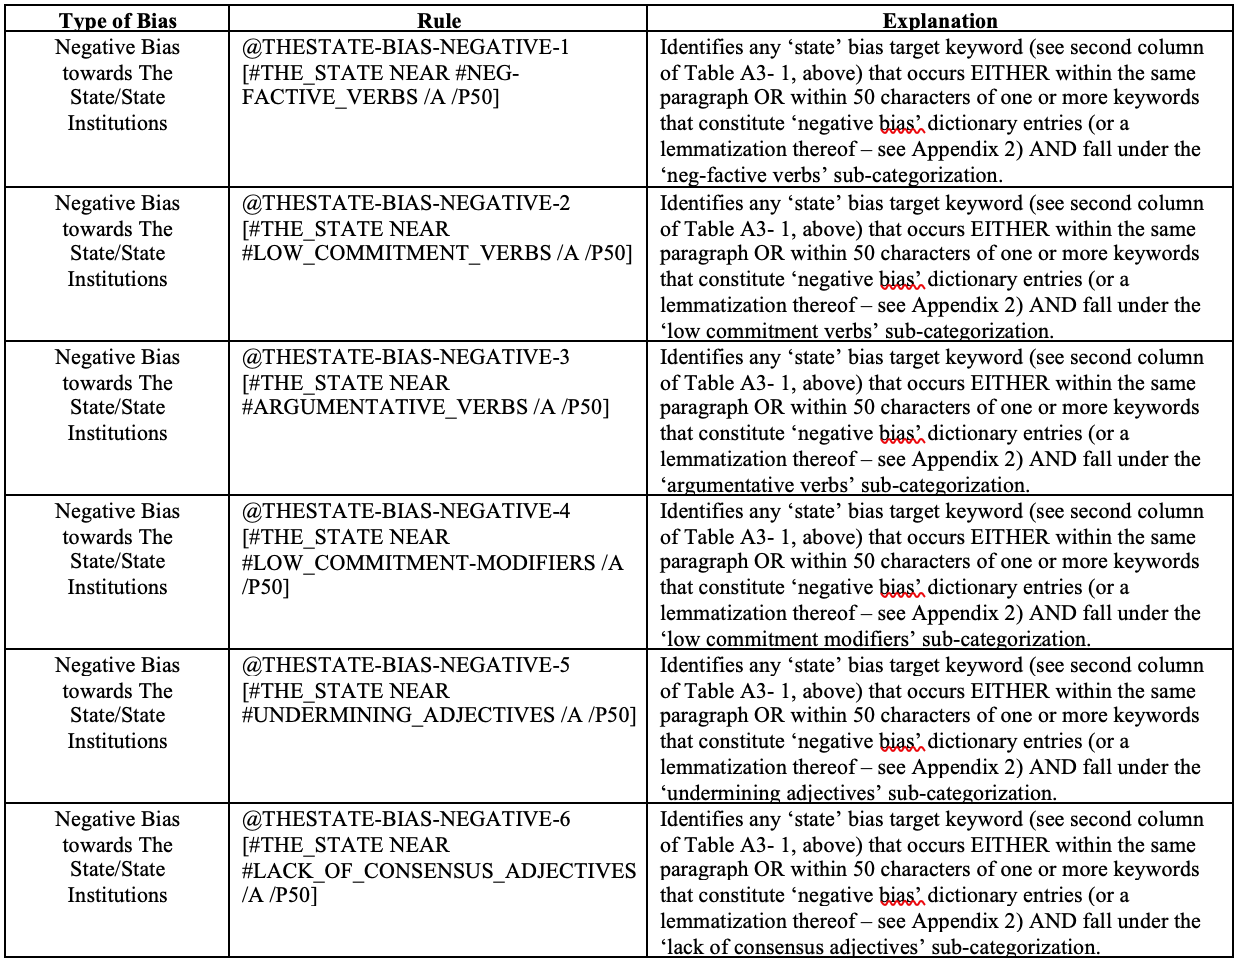 Type of Bias
Rule
Explanation
Negative Bias
towards The
State/State
Institutions
@THESTATE-BIAS-NEGATIVE-1
[#THE_STATE NEAR #NEG-
FACTIVE_VERBS /A /P50]
Identifies any ‘state’ bias target keyword (see second column
of Table A3- 1, above) that occurs EITHER within the same
paragraph OR within 50 characters of one or more keywords
that constitute ‘negative bias’ dictionary entries (or a
lemmatization thereof – see Appendix 2) AND fall under the
‘neg-factive verbs’ sub-categorization.
Negative Bias
towards The
State/State
Institutions
@THESTATE-BIAS-NEGATIVE-2
[#THE_STATE NEAR
#LOW_COMMITMENT_VERBS /A /P50]
Identifies any ‘state’ bias target keyword (see second column
of Table A3- 1, above) that occurs EITHER within the same
paragraph OR within 50 characters of one or more keywords
that constitute ‘negative bias’ dictionary entries (or a
lemmatization thereof – see Appendix 2) AND fall under the
‘low commitment verbs’ sub-categorization.
Negative Bias
towards The
State/State
Institutions
@THESTATE-BIAS-NEGATIVE-3
[#THE_STATE NEAR
#ARGUMENTATIVE_VERBS /A /P50]
Identifies any ‘state’ bias target keyword (see second column
of Table A3- 1, above) that occurs EITHER within the same
paragraph OR within 50 characters of one or more keywords
that constitute ‘negative bias’ dictionary entries (or a
lemmatization thereof – see Appendix 2) AND fall under the
‘argumentative verbs’ sub-categorization.
Negative Bias
towards The
State/State
Institutions
@THESTATE-BIAS-NEGATIVE-4
[#THE_STATE NEAR
#LOW_COMMITMENT-MODIFIERS /A
/P50]
Identifies any ‘state’ bias target keyword (see second column
of Table A3- 1, above) that occurs EITHER within the same
paragraph OR within 50 characters of one or more keywords
that constitute ‘negative bias’ dictionary entries (or a
lemmatization thereof – see Appendix 2) AND fall under the
‘low commitment modifiers’ sub-categorization.
Negative Bias
towards The
State/State
Institutions
@THESTATE-BIAS-NEGATIVE-5
[#THE_STATE NEAR
#UNDERMINING_ADJECTIVES /A /P50]
Identifies any ‘state’ bias target keyword (see second column
of Table A3- 1, above) that occurs EITHER within the same
paragraph OR within 50 characters of one or more keywords
that constitute ‘negative bias’ dictionary entries (or a
lemmatization thereof – see Appendix 2) AND fall under the
‘undermining adjectives’ sub-categorization.
Negative Bias
towards The
State/State
Institutions
@THESTATE-BIAS-NEGATIVE-6
[#THE_STATE NEAR
#LACK_OF_CONSENSUS_ADJECTIVES
/A /P50]
Identifies any ‘state’ bias target keyword (see second column
of Table A3- 1, above) that occurs EITHER within the same
paragraph OR within 50 characters of one or more keywords
that constitute ‘negative bias’ dictionary entries (or a
lemmatization thereof – see Appendix 2) AND fall under the
‘lack of consensus adjectives’ sub-categorization.